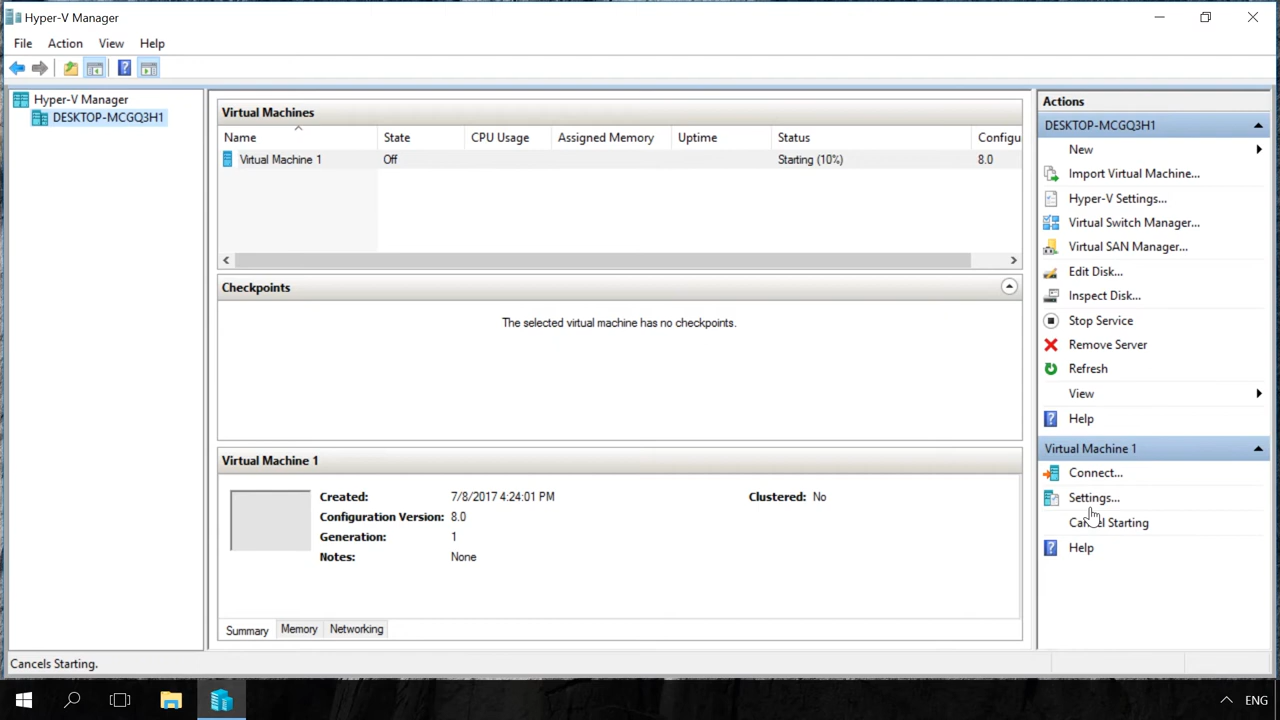 Hyper-V Manager
File Action View Help
Hyper-V Manager
DESKTOP-MCGQ3H1
Virtual Machines
Name State CPU Usage Assigned Memory Uptime Status Configu
Virtual Machine 1 Off Starting (10%) 8.0
Checkpoints
The selected virtual machine has no checkpoints.
Virtual Machine 1
Created: 7/8/2017 4:24:01 PM Clustered: No
Configuration Version: 8.0
Generation: 1
Notes: None
Summary Memory Networking
Actions
DESKTOP-MCGQ3H1
New
Import Virtual Machine...
Hyper-V Settings...
Virtual Switch Manager...
Virtual SAN Manager...
Edit Disk...
Inspect Disk...
Stop Service
Remove Server
Refresh
View
Help
Virtual Machine 1
Connect...
Settings...
Cancel Starting
Help
Cancels Starting.
ENG